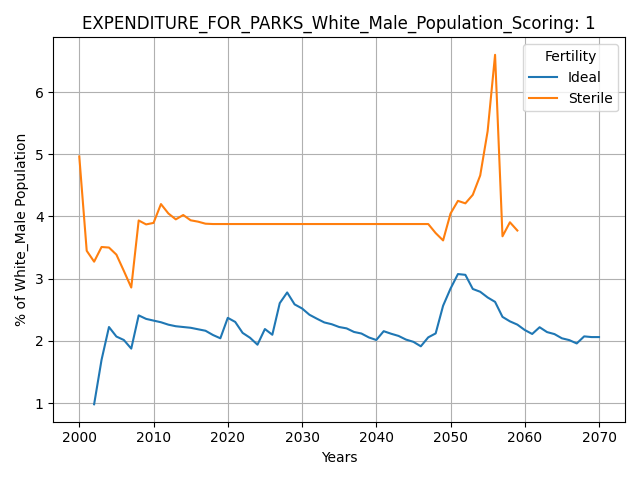 EXPENDITURE_FOR_PARKS_White_Male_Population_Scoring: 1
Fertility
Ideal
Sterile
% of White_Male Population
6
5
4
3
2
1
2000 2010 2020 2030 2040 2050 2060 2070
Years